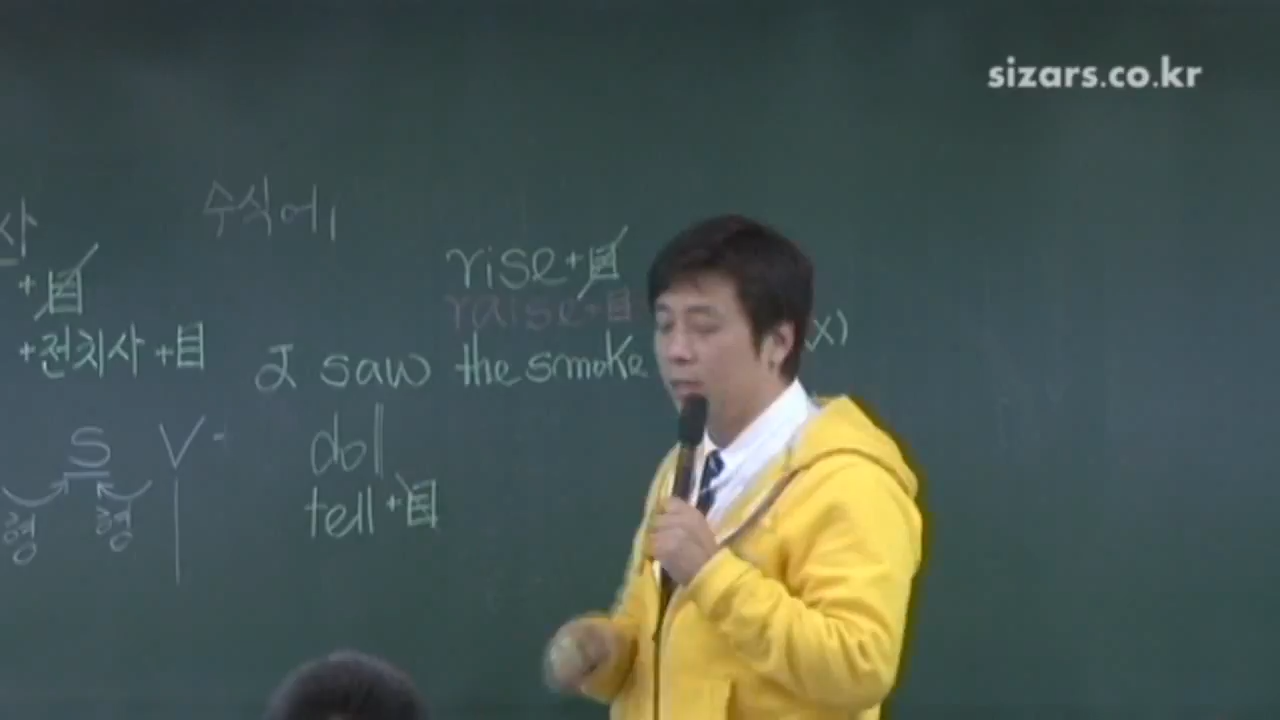 sizars.co.kr
사
수식어
rise+目
+目
raise+目
X)
+전치사+目
I saw the smoke
S V
doll
tell+目
형 형